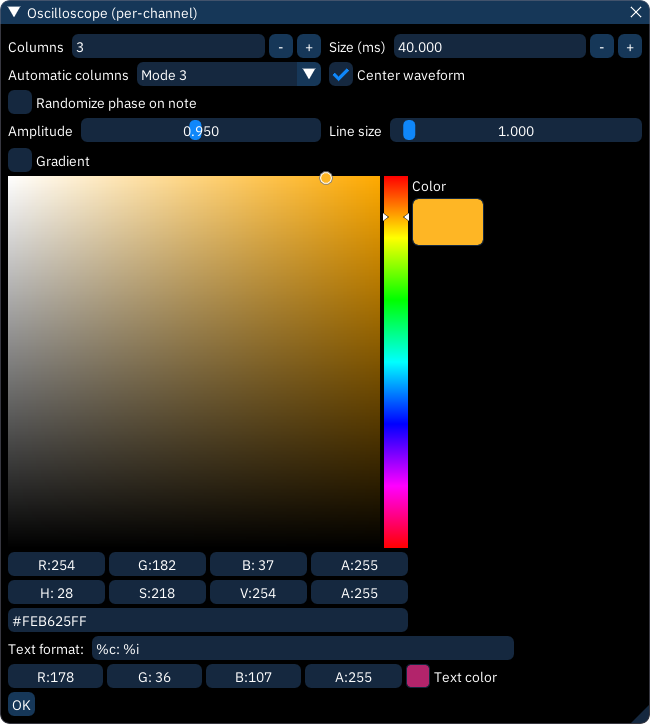 Oscilloscope (per-channel)
Columns 3 - + Size (ms) 40.000 - +
Automatic columns Mode 3 Center waveform
Randomize phase on note
Amplitude 0.950 Line size 1.000
Gradient
Color
R:254 G:182 B: 37 A:255
H: 28 S:218 V:254 A:255
#FEB625FF
Text format: %c: %i
R:178 G: 36 B:107 A:255 Text color
OK